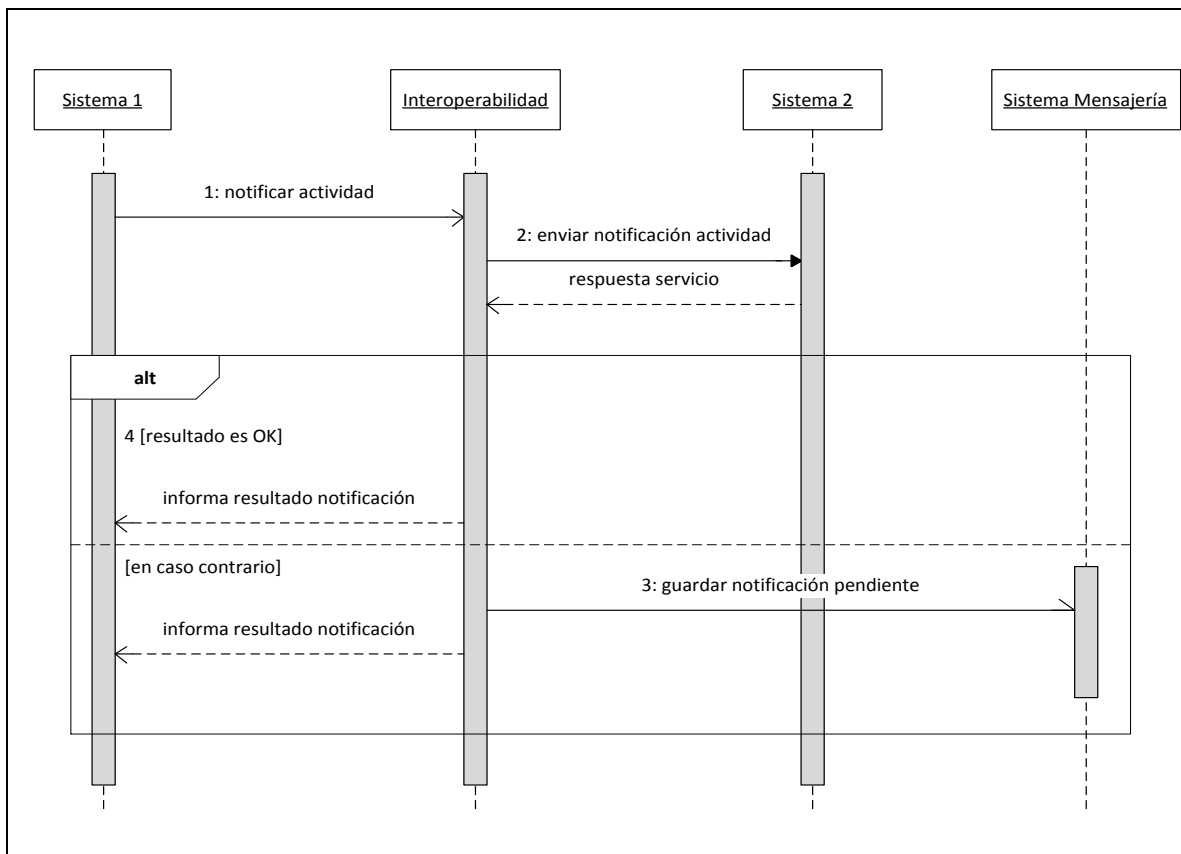 Sistema 1
Interoperabilidad
Sistema 2
Sistema Mensajería
1: notificar actividad
2: enviar notificación actividad
respuesta servicio
alt
4 [resultado es OK]
informa resultado notificación
[en caso contrario]
3: guardar notificación pendiente
informa resultado notificación